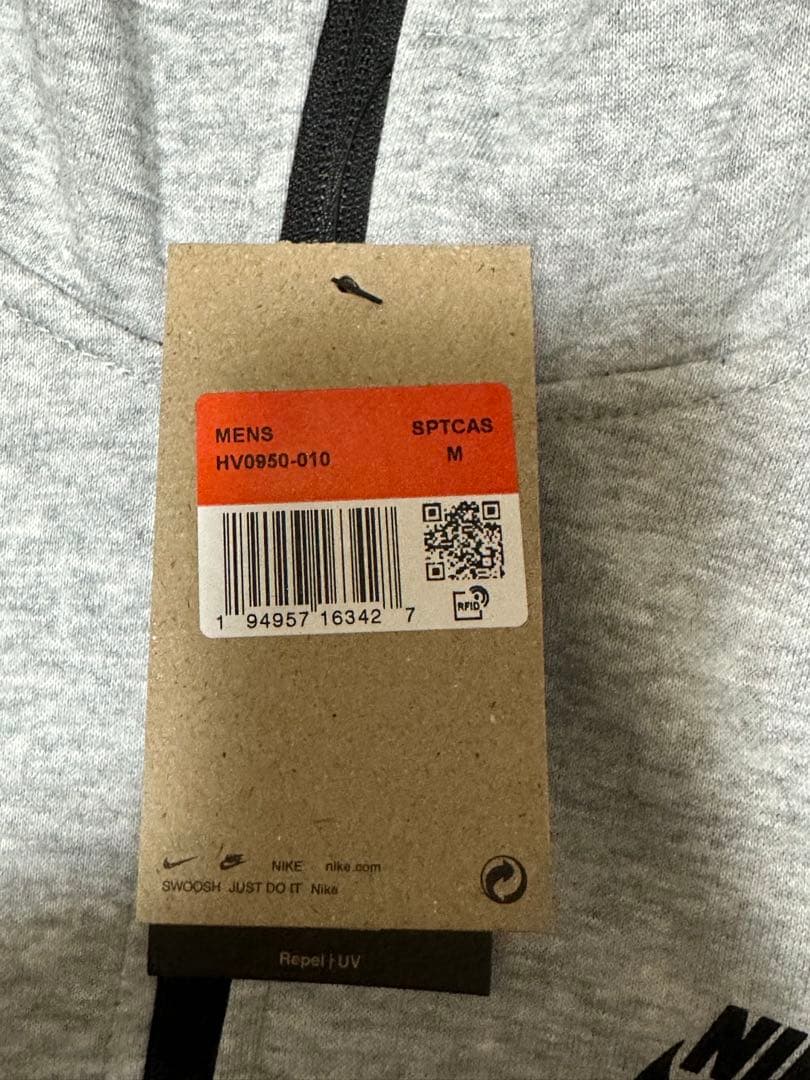 MENS SPTCAS
HV0950-010 M
1 94957 16342 7
RFID
NIKE nike.com
SWOOSH JUST DO IT Nike
Repel | UV